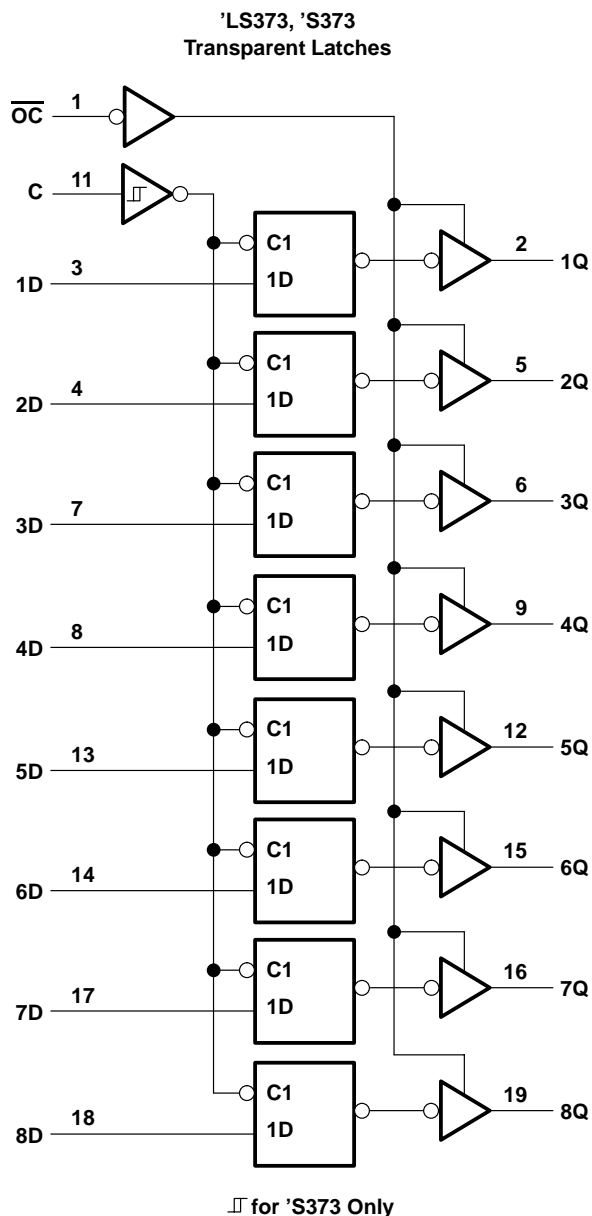 ’LS373, ’S373
Transparent Latches
OC 1
C 11
C1
1D 3 1D 2 1Q
C1
2D 4 1D 5 2Q
C1
3D 7 1D 6 3Q
C1
4D 8 1D 9 4Q
C1
5D 13 1D 12 5Q
C1
6D 14 1D 15 6Q
C1
7D 17 1D 16 7Q
C1
8D 18 1D 19 8Q
for ’S373 Only